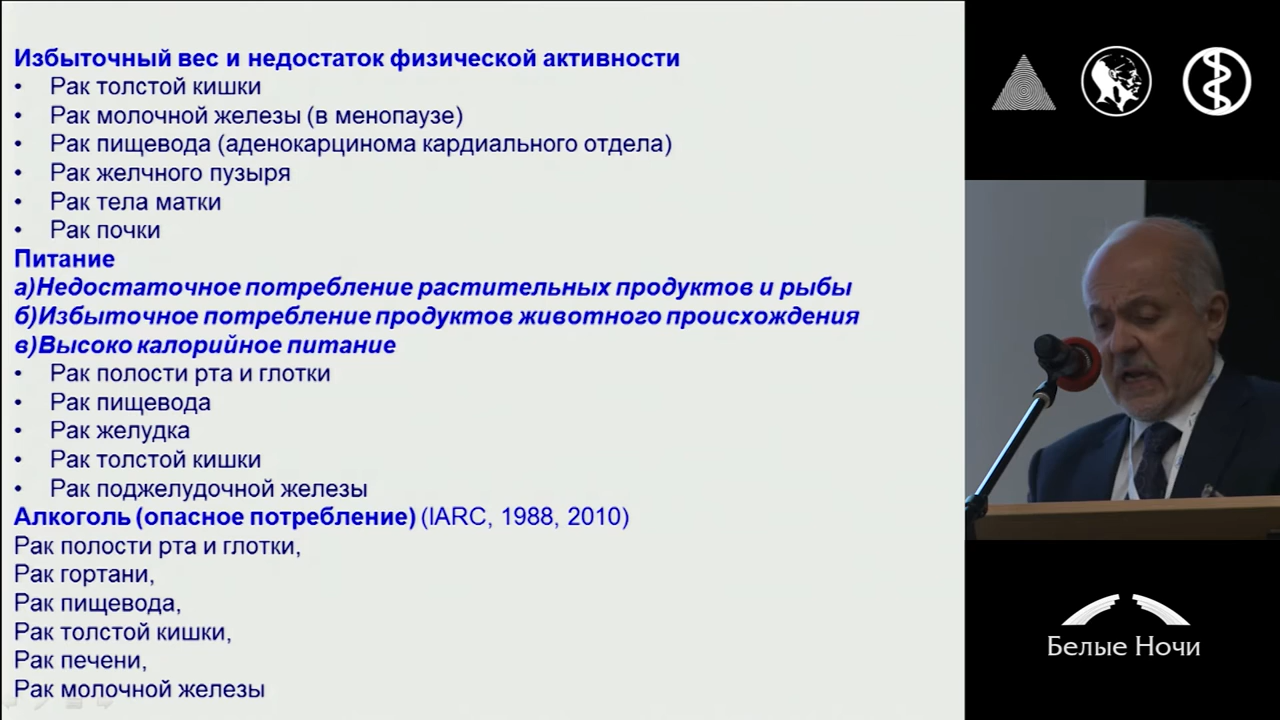 Избыточный вес и недостаток физической активности
• Рак толстой кишки
• Рак молочной железы (в менопаузе)
• Рак пищевода (аденокарцинома кардиального отдела)
• Рак желчного пузыря
• Рак тела матки
• Рак почки
Питание
а)Недостаточное потребление растительных продуктов и рыбы
б)Избыточное потребление продуктов животного происхождения
в)Высоко калорийное питание
• Рак полости рта и глотки
• Рак пищевода
• Рак желудка
• Рак толстой кишки
• Рак поджелудочной железы
Алкоголь (опасное потребление) (IARC, 1988, 2010)
Рак полости рта и глотки,
Рак гортани,
Рак пищевода,
Рак толстой кишки,
Рак печени,
Рак молочной железы
Белые Ночи